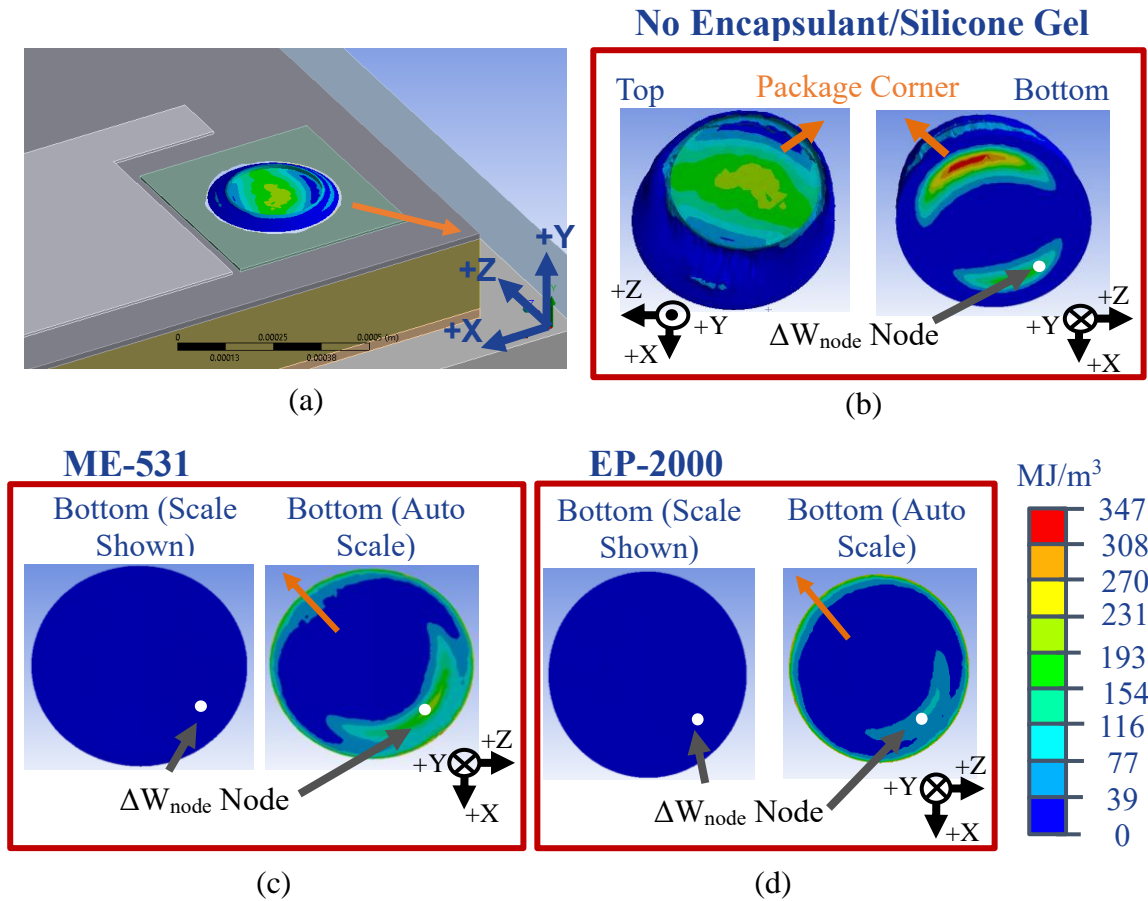 No Encapsulant/Silicone Gel
+Y
+Z
+X
Y
0.00025
0.0005 (m)
0.00013
0.00038
(a)
Top
Package Corner
Bottom
+Z
+Y
+X
ΔWnode Node
+Z
+Y
+X
(b)
ME-531
Bottom (Scale
Shown)
Bottom (Auto
Scale)
ΔWnode Node
+Z
+Y
+X
(c)
EP-2000
Bottom (Scale
Shown)
Bottom (Auto
Scale)
ΔWnode Node
+Z
+Y
+X
(d)
MJ/m³
347
308
270
231
193
154
116
77
39
0